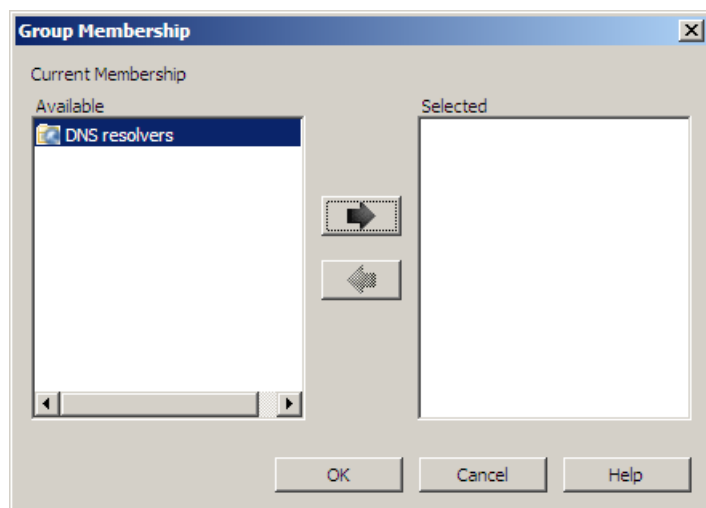 Group Membership
Current Membership
Available
Selected
DNS resolvers
OK
Cancel
Help